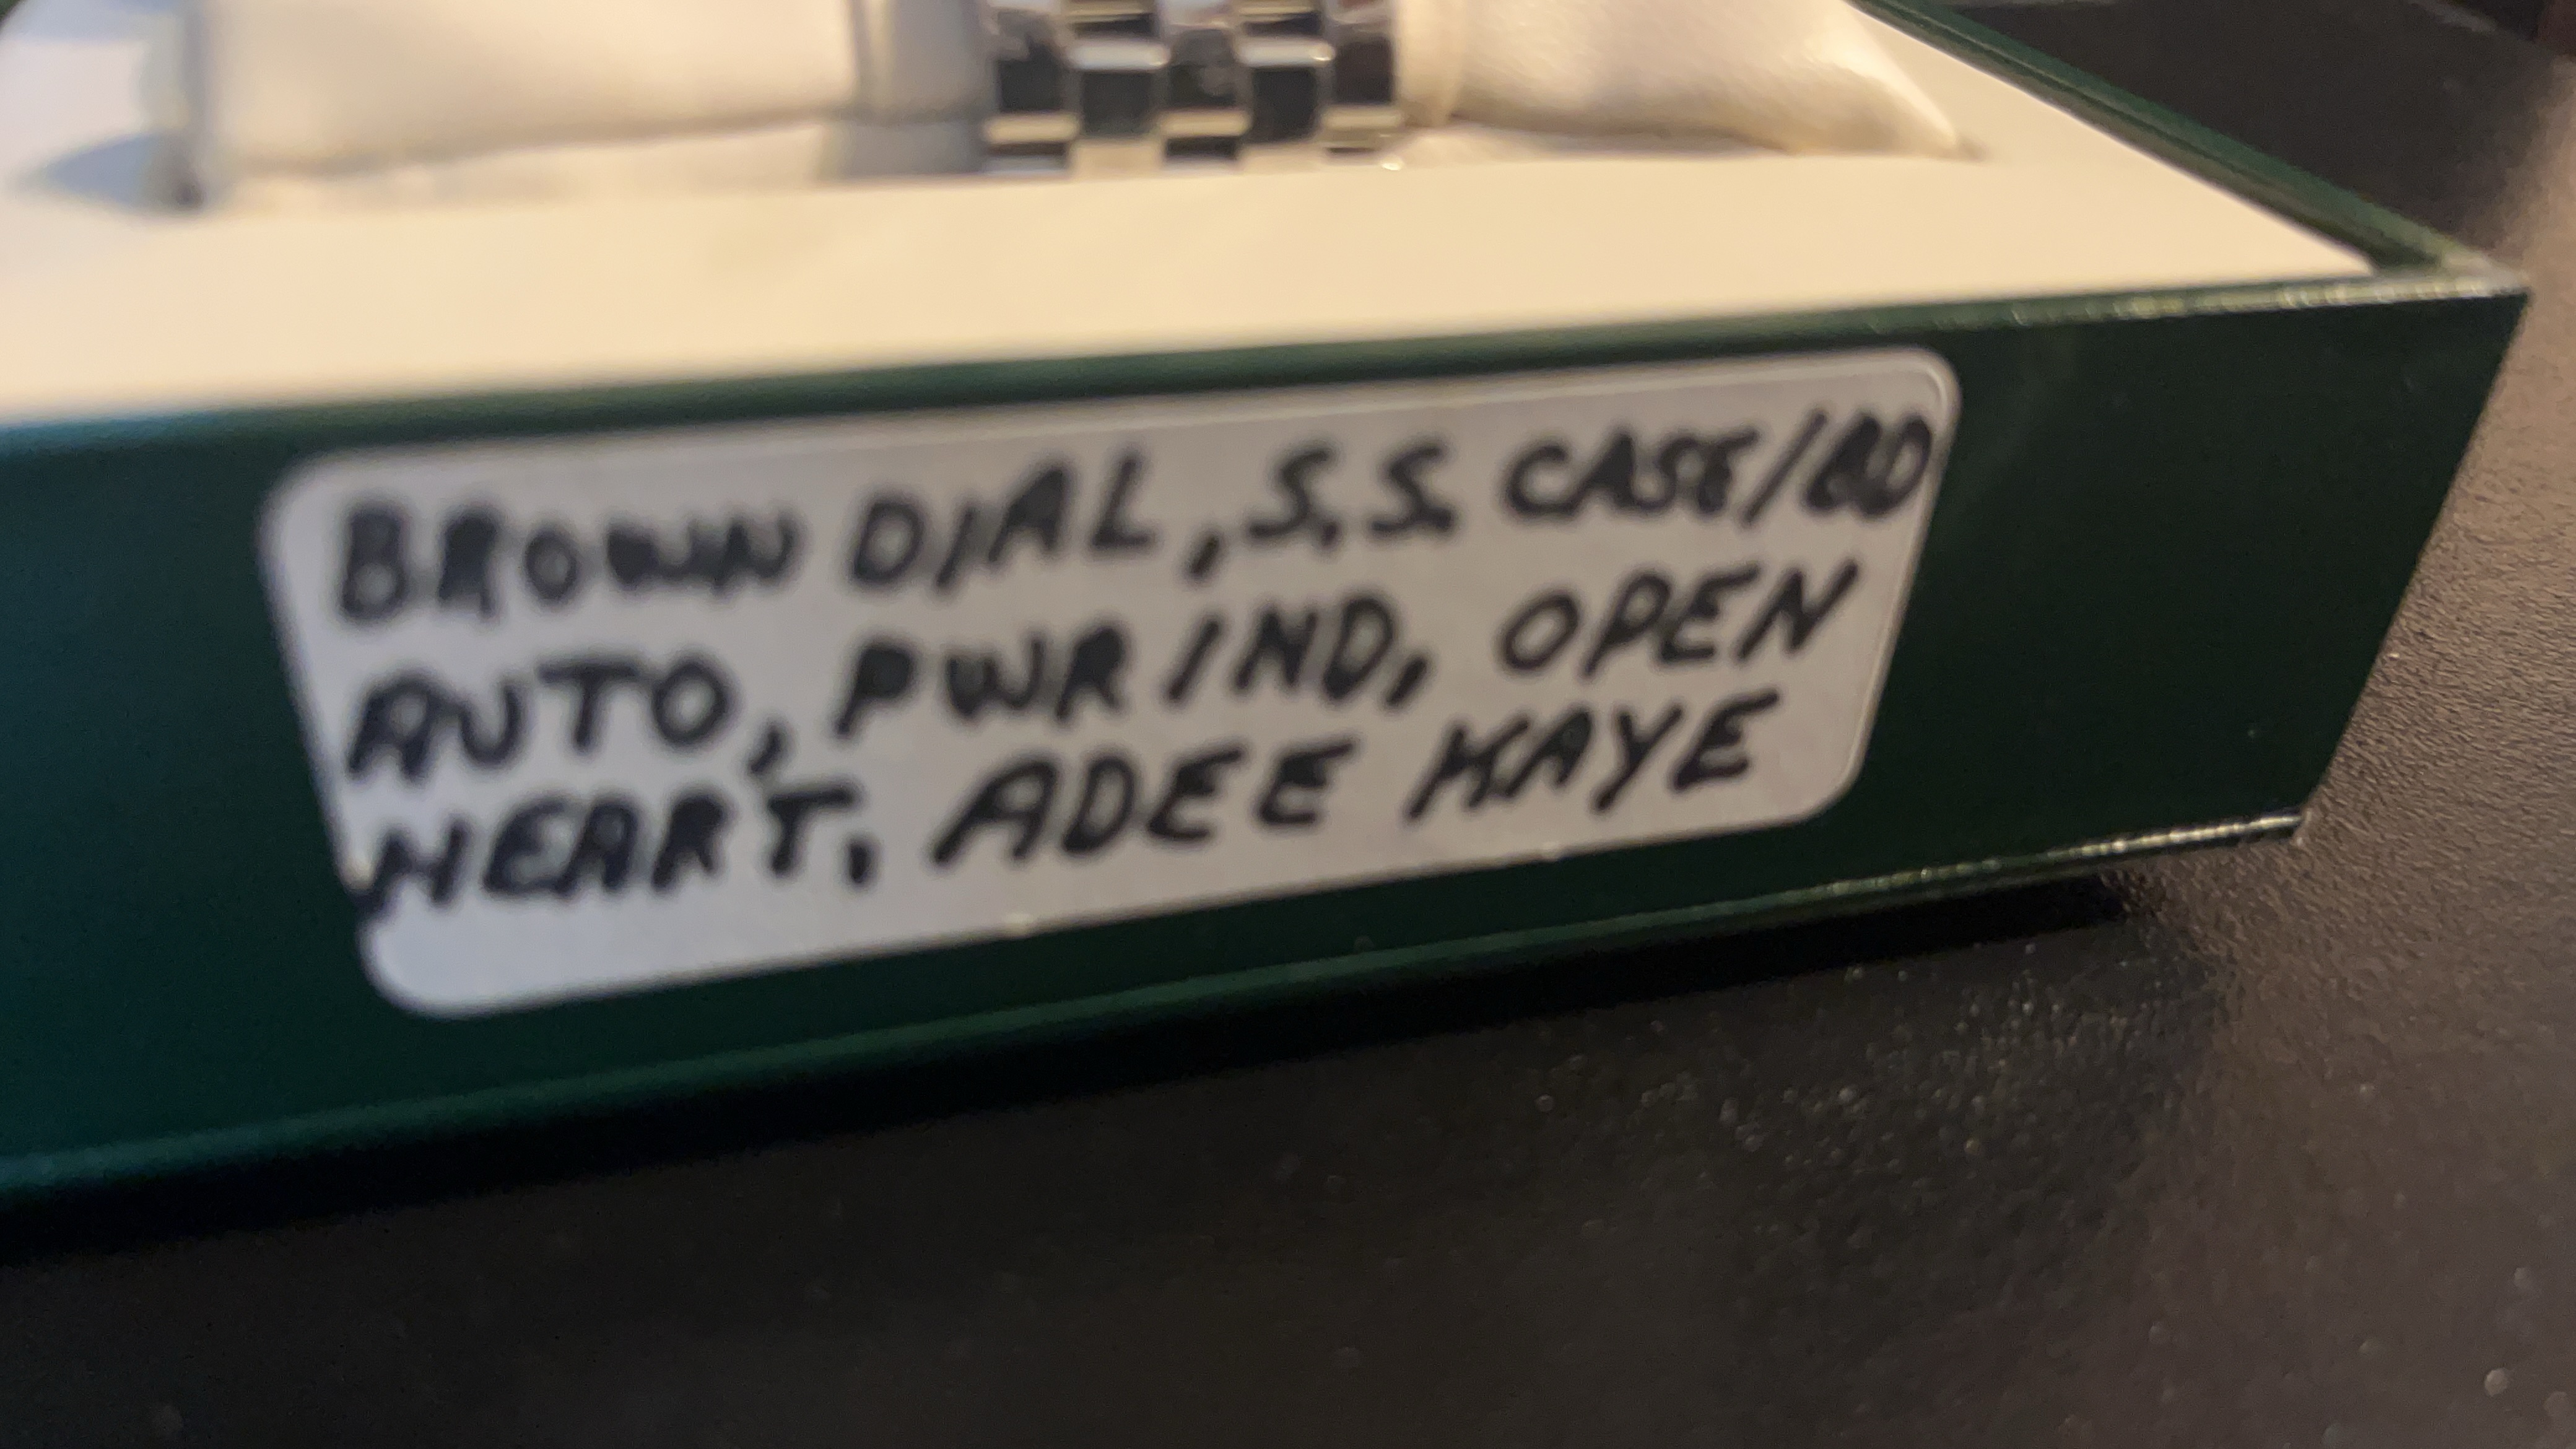 BROWN DIAL, S.S. CASE/BD
AUTO, PWR IND, OPEN
HEART, ADEE KAYE